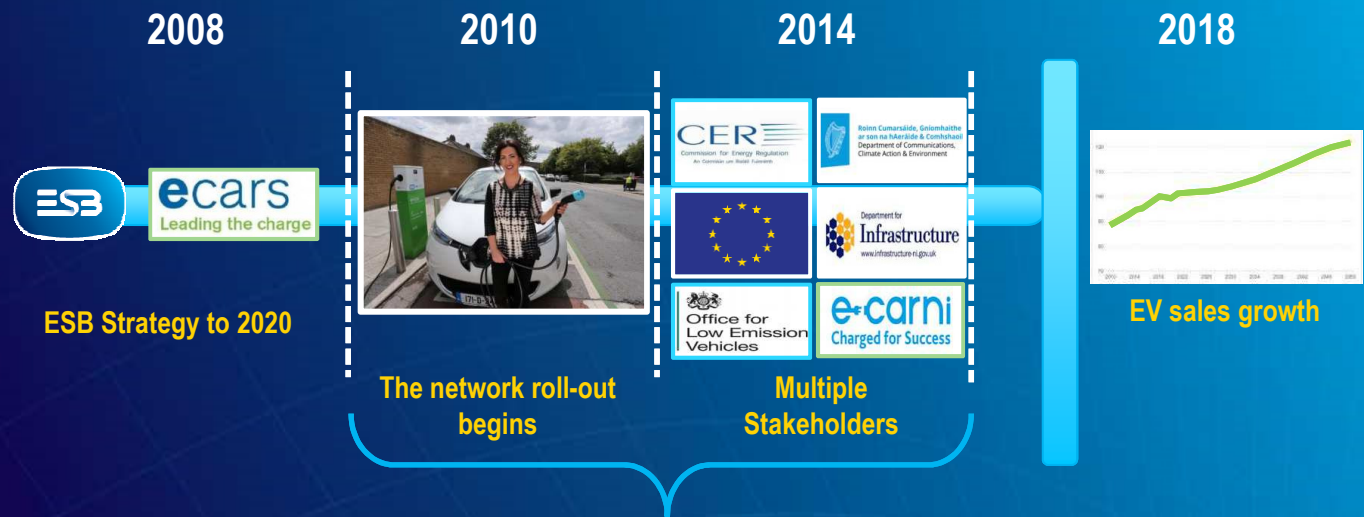 2008
2010
2014
2018
ESB
ecars
Leading the charge
CER
Commission for Energy Regulation
Roinn Cumarsáide, Gníomhaithe
ar son na hAeráide & Comhshaoil
Department of Communications,
Climate Action & Environment
Department for
Infrastructure
www.infrastructure-ni.gov.uk
Office for
Low Emission
Vehicles
e-carni
Charged for Success
ESB Strategy to 2020
The network roll-out
begins
Multiple
Stakeholders
EV sales growth